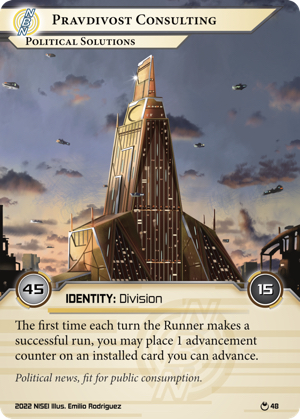 NBN
Pravdivost Consulting
Political Solutions
45
IDENTITY: Division
15
The first time each turn the Runner makes a
successful run, you may place 1 advancement
counter on an installed card you can advance.
Political news, fit for public consumption.
2022 NISEI Illus. Emilio Rodriguez
48